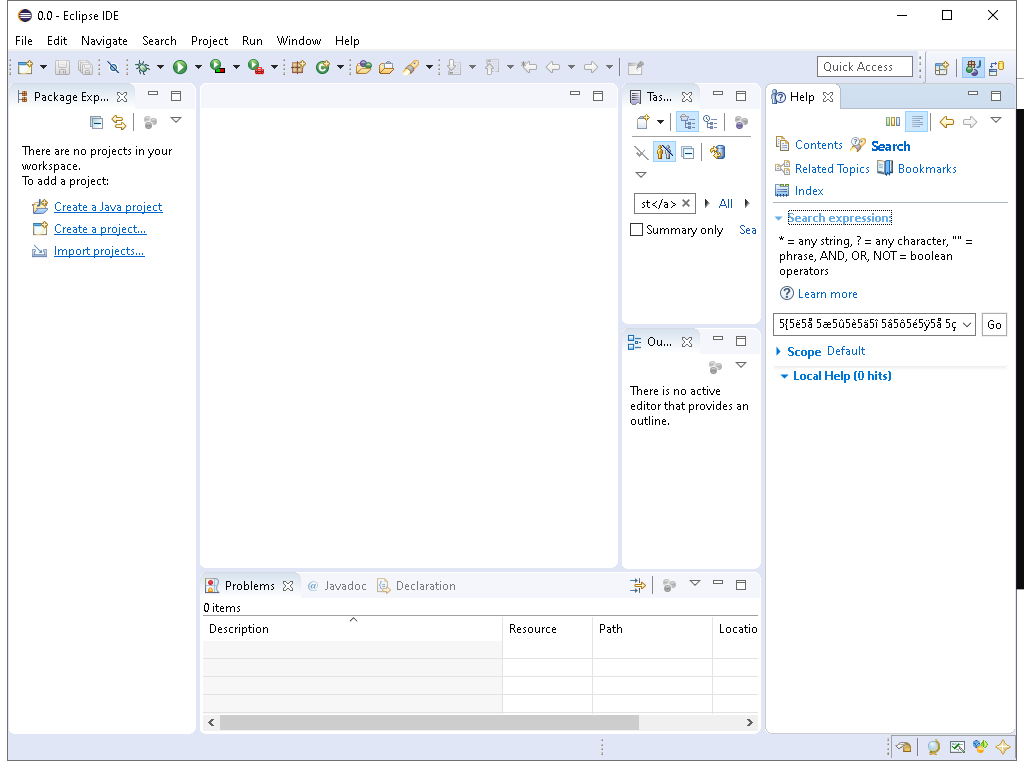 0.0 - Eclipse IDE
File Edit Navigate Search Project Run Window Help
Quick Access
Package Exp...
There are no projects in your
workspace.
To add a project:
Create a Java project
Create a project...
Import projects...
Tas...
st</a>
All
Summary only Sea
Ou...
There is no active
editor that provides an
outline.
Help
Contents Search
Related Topics Bookmarks
Index
Search expression:
* = any string, ? = any character, "" =
phrase, AND, OR, NOT = boolean
operators
Learn more
5{5ë5å 5æ5û5è5ä5î 5â5ô5é5ÿ5å 5ç Go
Scope Default
Local Help (0 hits)
Problems @ Javadoc Declaration
0 items
Description Resource Path Locatio